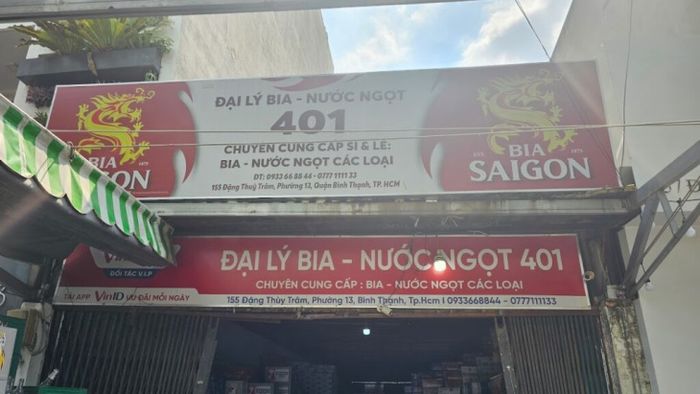 ĐẠI LÝ BIA - NƯỚC NGỌT
401
CHUYÊN CUNG CẤP SỈ & LẺ:
BIA - NƯỚC NGỌT CÁC LOẠI
ĐT: 0933 66 88 44 - 0777 1111 33
155 Đặng Thuỳ Trâm, Phường 13, Quận Bình Thạnh, TP. HCM
BIA
SAIGON
EST. 1875
BIA
SAIGON
ĐỐI TÁC V.I.P
TẢI APP VinID ƯU ĐÃI MỖI NGÀY
ĐẠI LÝ BIA - NƯỚC NGỌT 401
CHUYÊN CUNG CẤP : BIA - NƯỚC NGỌT CÁC LOẠI
155 Đặng Thùy Trâm, Phường 13, Bình Thạnh, Tp.Hcm I 0933668844 - 0777111133